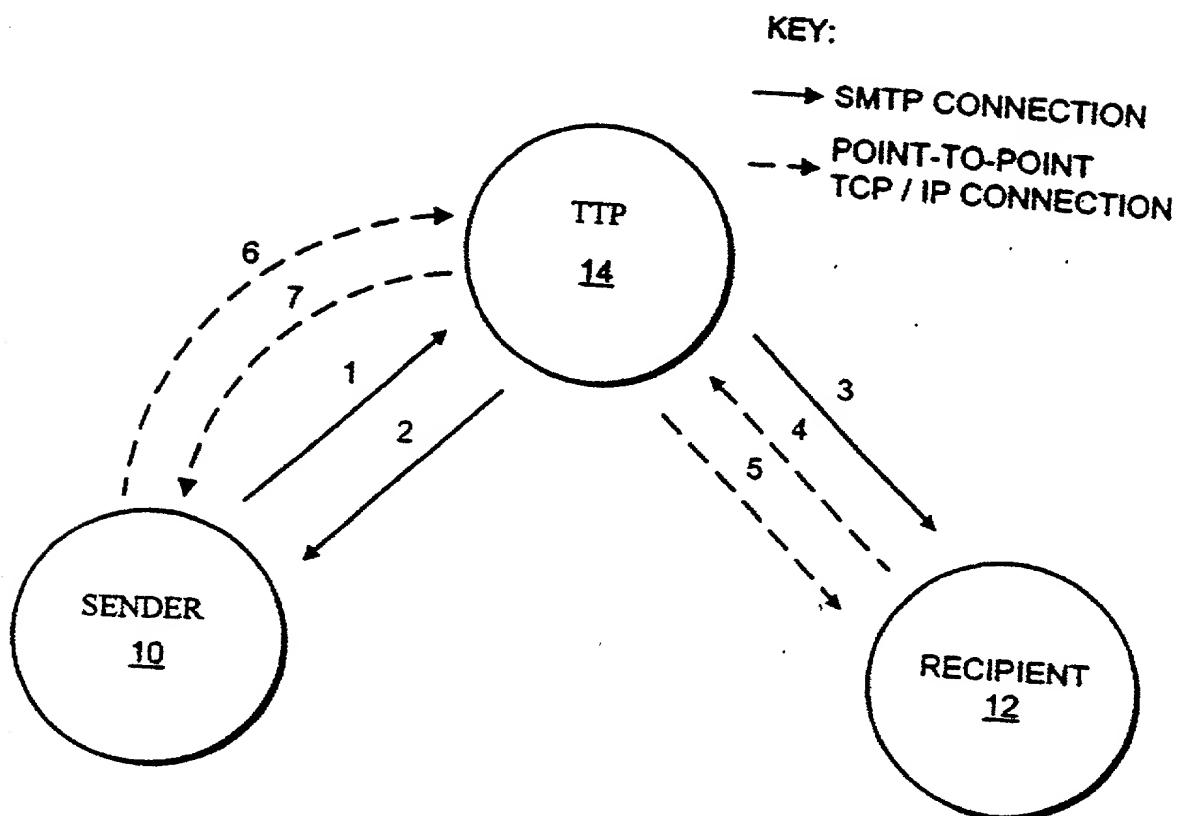 KEY:
SMTP CONNECTION
POINT-TO-POINT
TCP / IP CONNECTION
TTP
14
6
7
1
2
3
4
5
SENDER
10
RECIPIENT
12